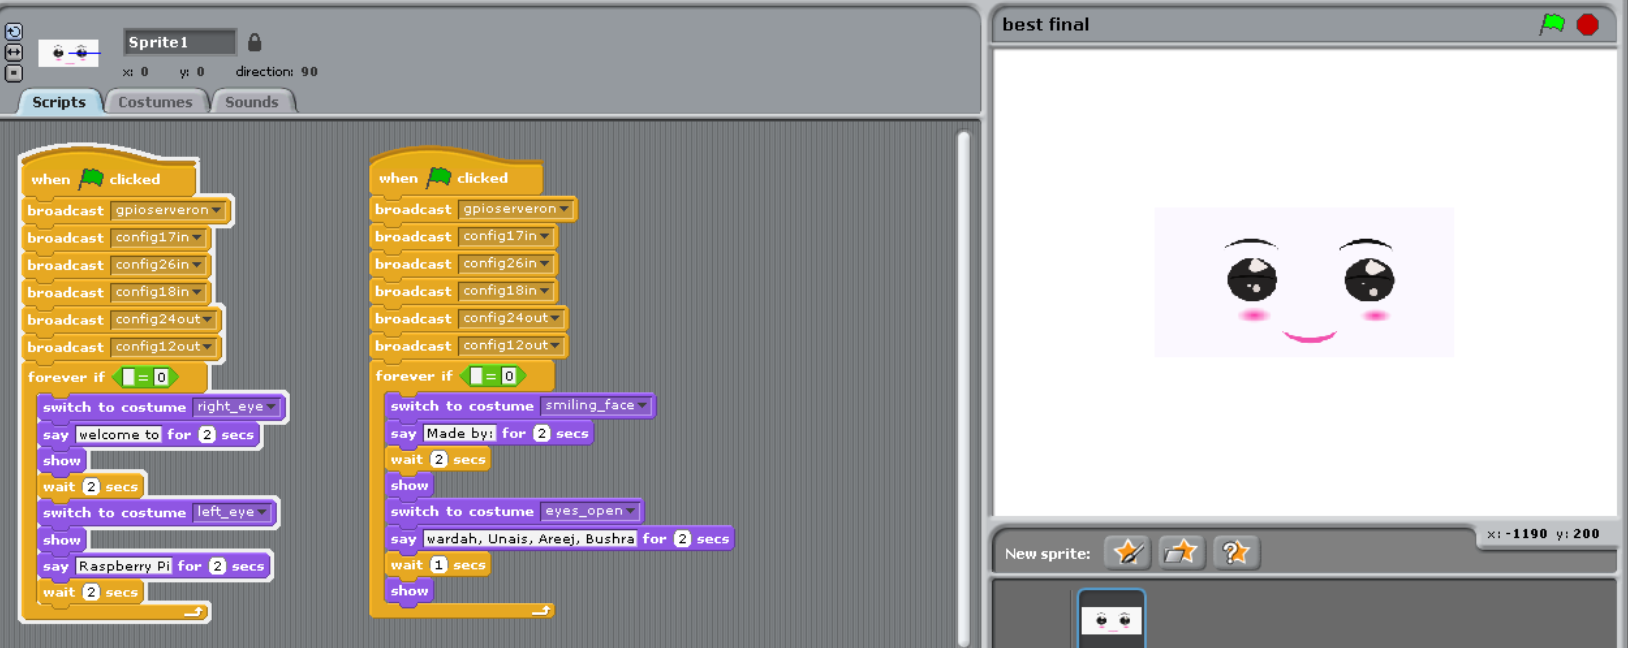 Sprite1
x: 0 y: 0 direction: 90
Scripts Costumes Sounds
when clicked
broadcast gpioserveron
broadcast config17in
broadcast config26in
broadcast config18in
broadcast config24out
broadcast config12out
forever if = 0
switch to costume right_eye
say welcome to for 2 secs
show
wait 2 secs
switch to costume left_eye
show
say Raspberry Pi for 2 secs
wait 2 secs
when clicked
broadcast gpioserveron
broadcast config17in
broadcast config26in
broadcast config18in
broadcast config24out
broadcast config12out
forever if = 0
switch to costume smiling_face
say Made by: for 2 secs
wait 2 secs
show
switch to costume eyes_open
say wardah, Unais, Areej, Bushra for 2 secs
wait 1 secs
show
best final
x: -1190 y: 200
New sprite: